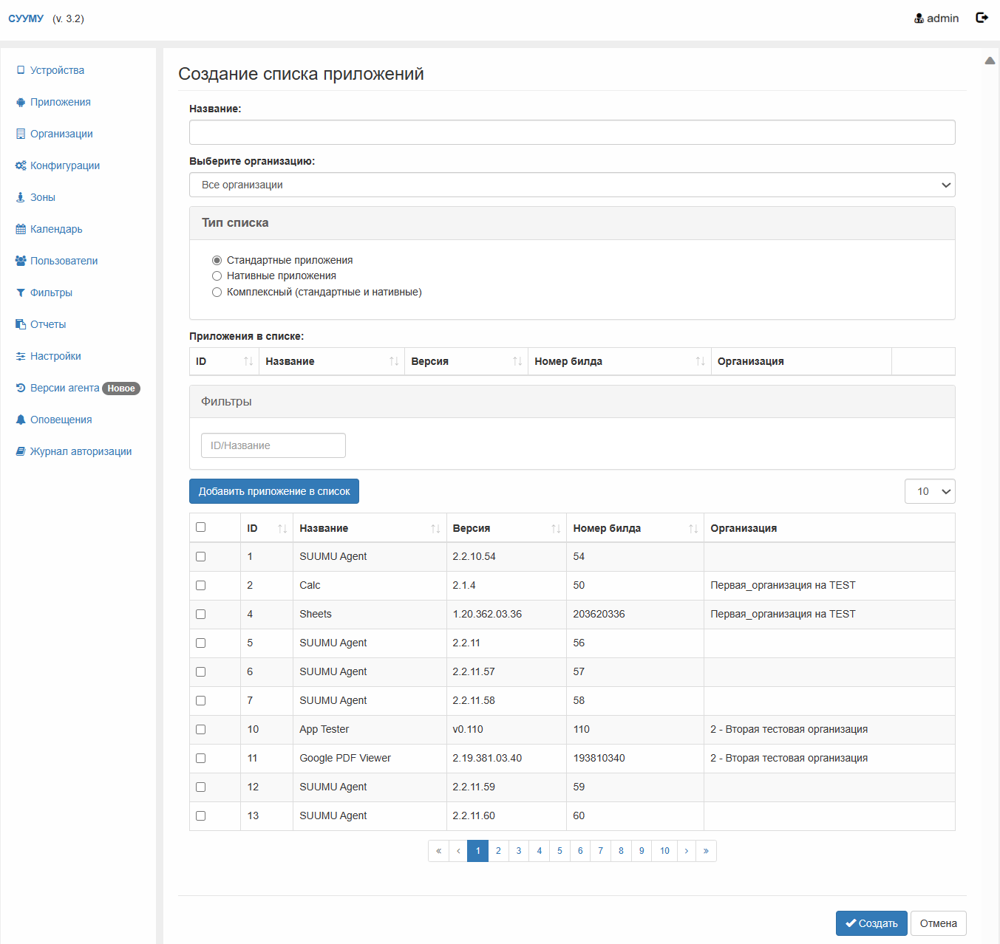 СУУМУ (v. 3.2)
admin
Устройства
Приложения
Организации
Конфигурации
Зоны
Календарь
Пользователи
Фильтры
Отчеты
Настройки
Версии агента Новое
Оповещения
Журнал авторизации
Создание списка приложений
Название:
Выберите организацию:
Все организации
Тип списка
Стандартные приложения
Нативные приложения
Комплексный (стандартные и нативные)
Приложения в списке:
ID Название Версия Номер билда Организация
Фильтры
ID/Название
Добавить приложение в список 10
ID Название Версия Номер билда Организация
1 SUUMU Agent 2.2.10.54 54
2 Calc 2.1.4 50 Первая_организация на TEST
4 Sheets 1.20.362.03.36 203620336 Первая_организация на TEST
5 SUUMU Agent 2.2.11 56
6 SUUMU Agent 2.2.11.57 57
7 SUUMU Agent 2.2.11.58 58
10 App Tester v0.110 110 2 - Вторая тестовая организация
11 Google PDF Viewer 2.19.381.03.40 193810340 2 - Вторая тестовая организация
12 SUUMU Agent 2.2.11.59 59
13 SUUMU Agent 2.2.11.60 60
« ‹ 1 2 3 4 5 6 7 8 9 10 › »
Создать Отмена